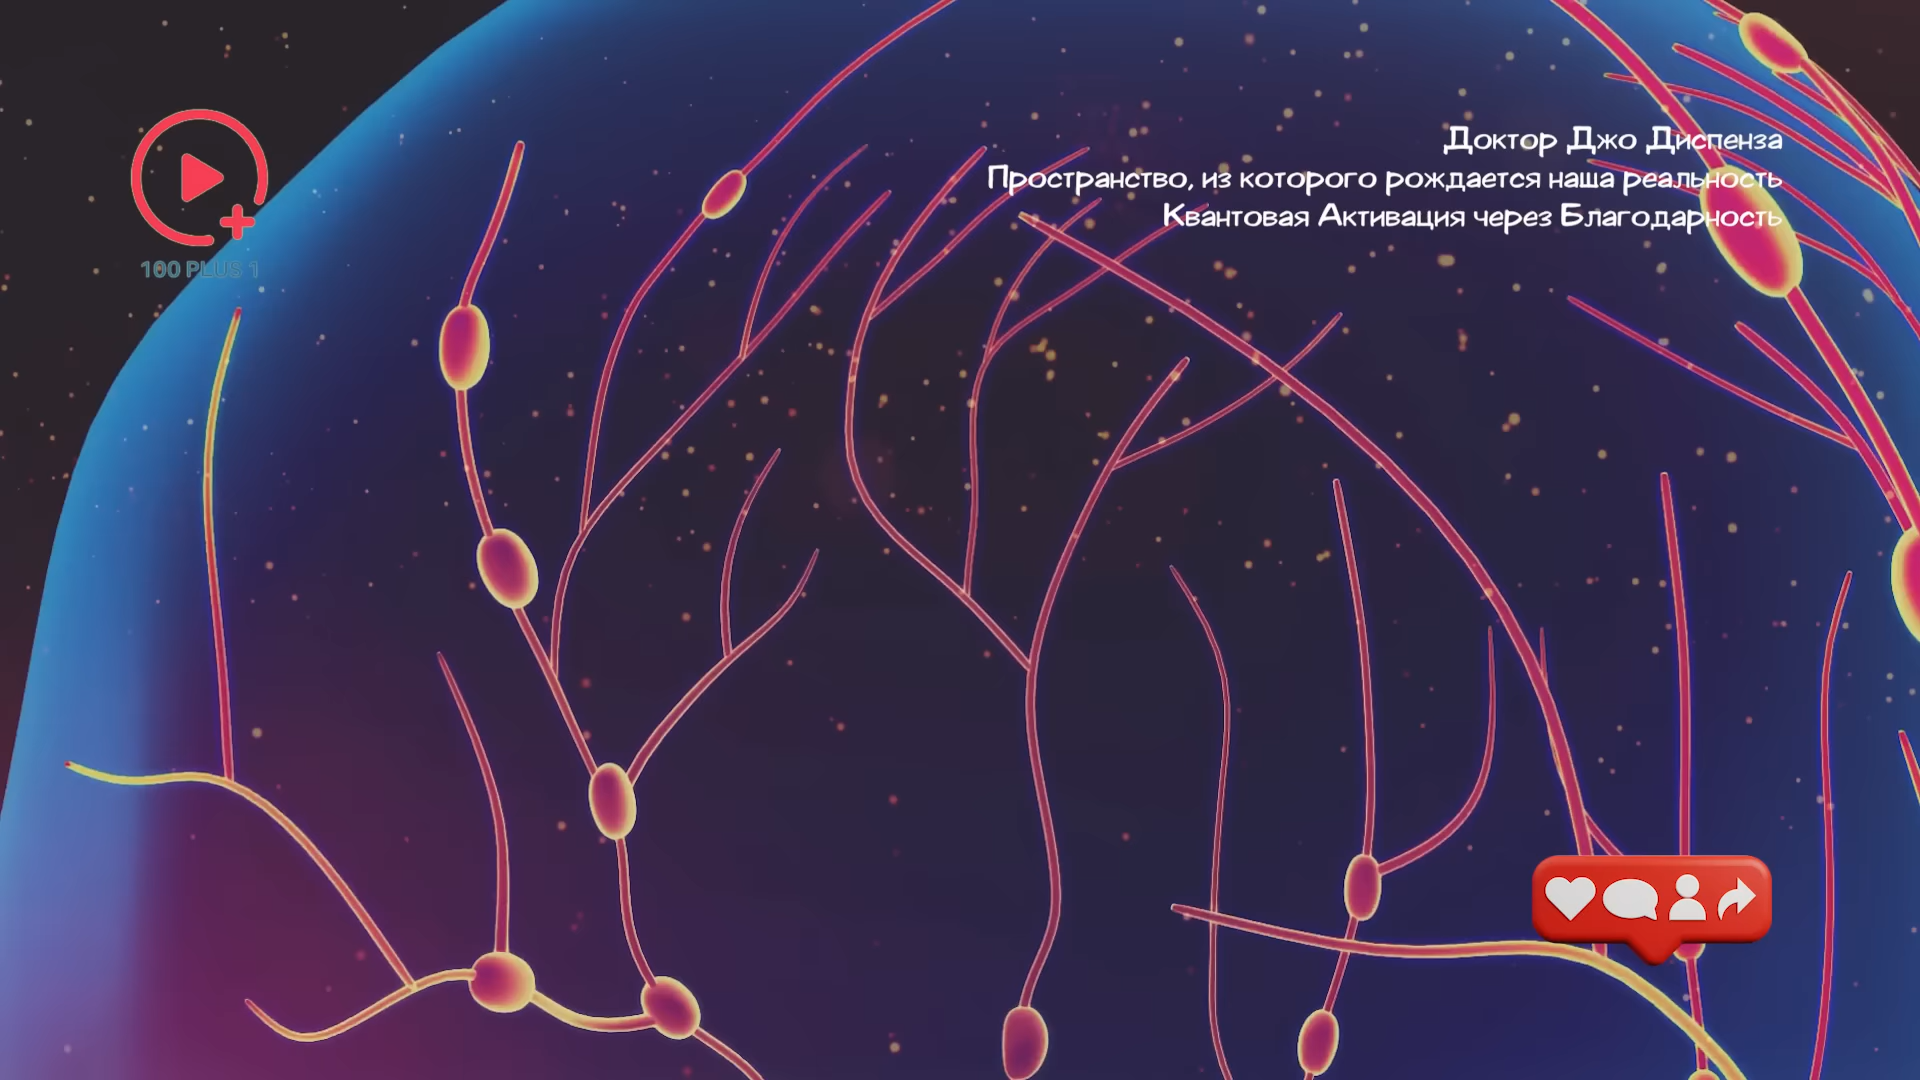 Доктор Джо Диспенза
Пространство, из которого рождается наша реальность
Квантовая Активация через Благодарность
100 PLUS 1